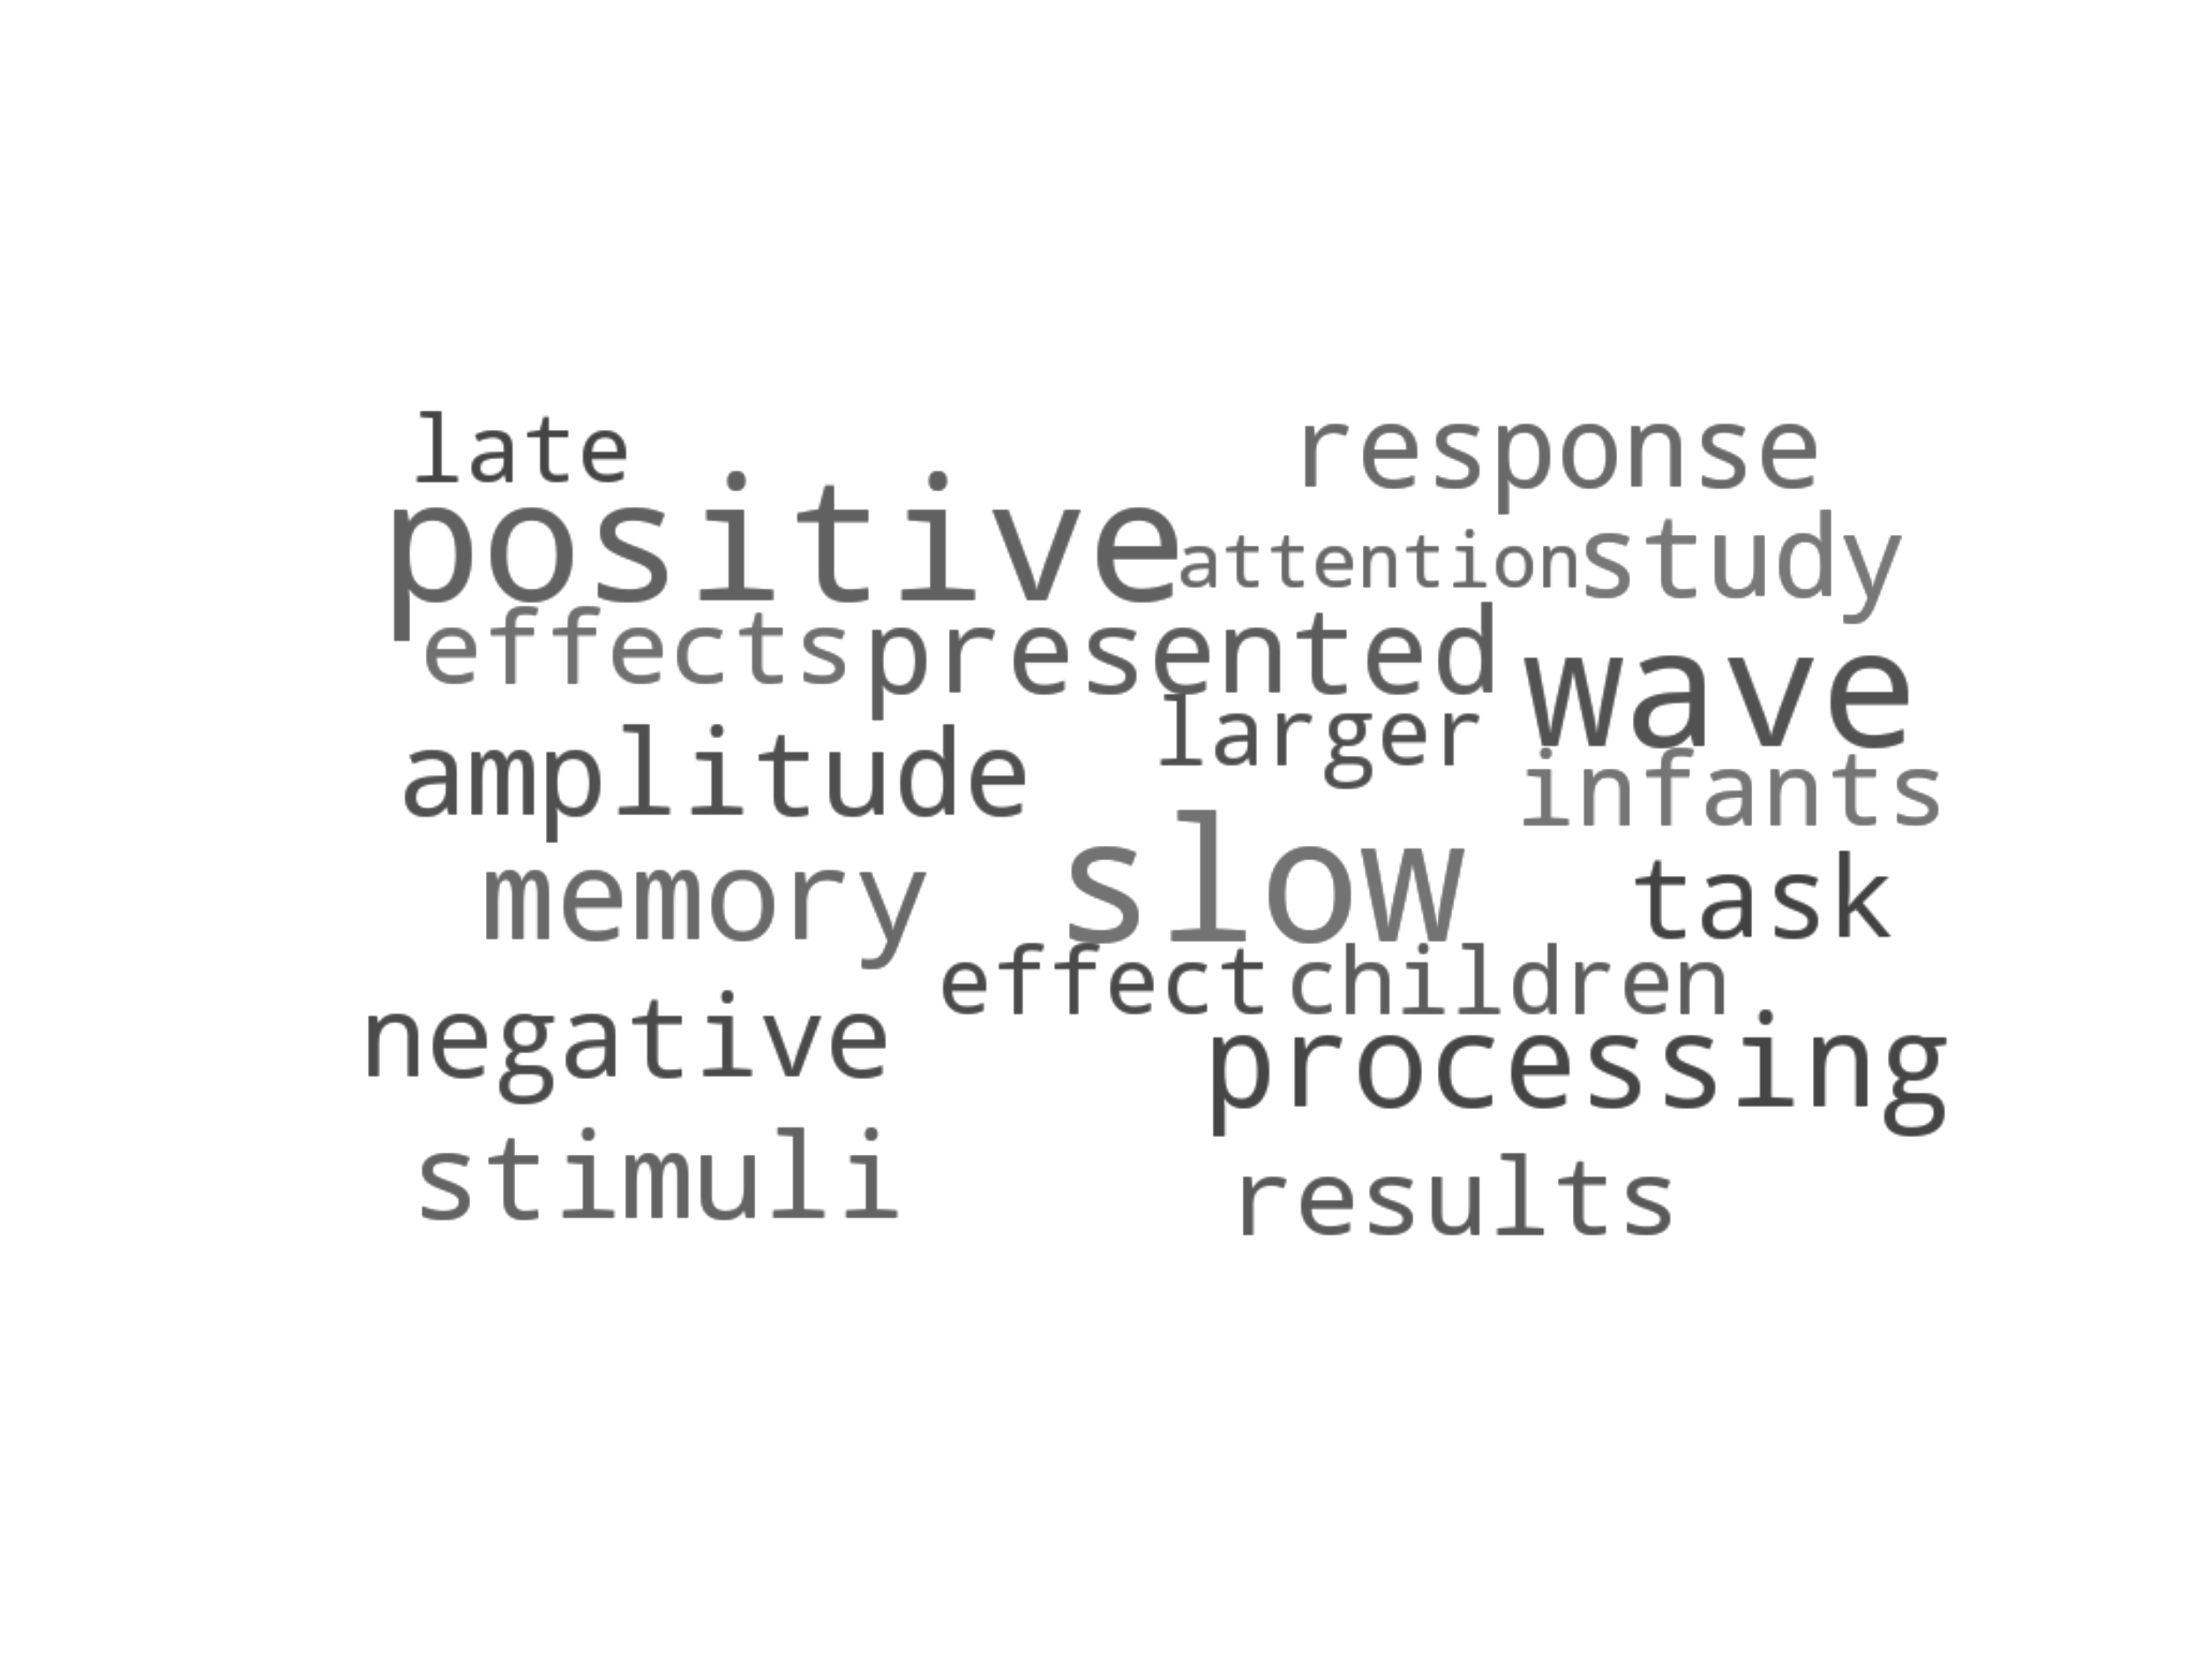 late response
positive attention study
effects presented wave
amplitude larger infants
memory slow task
effect children
negative processing
stimuli results